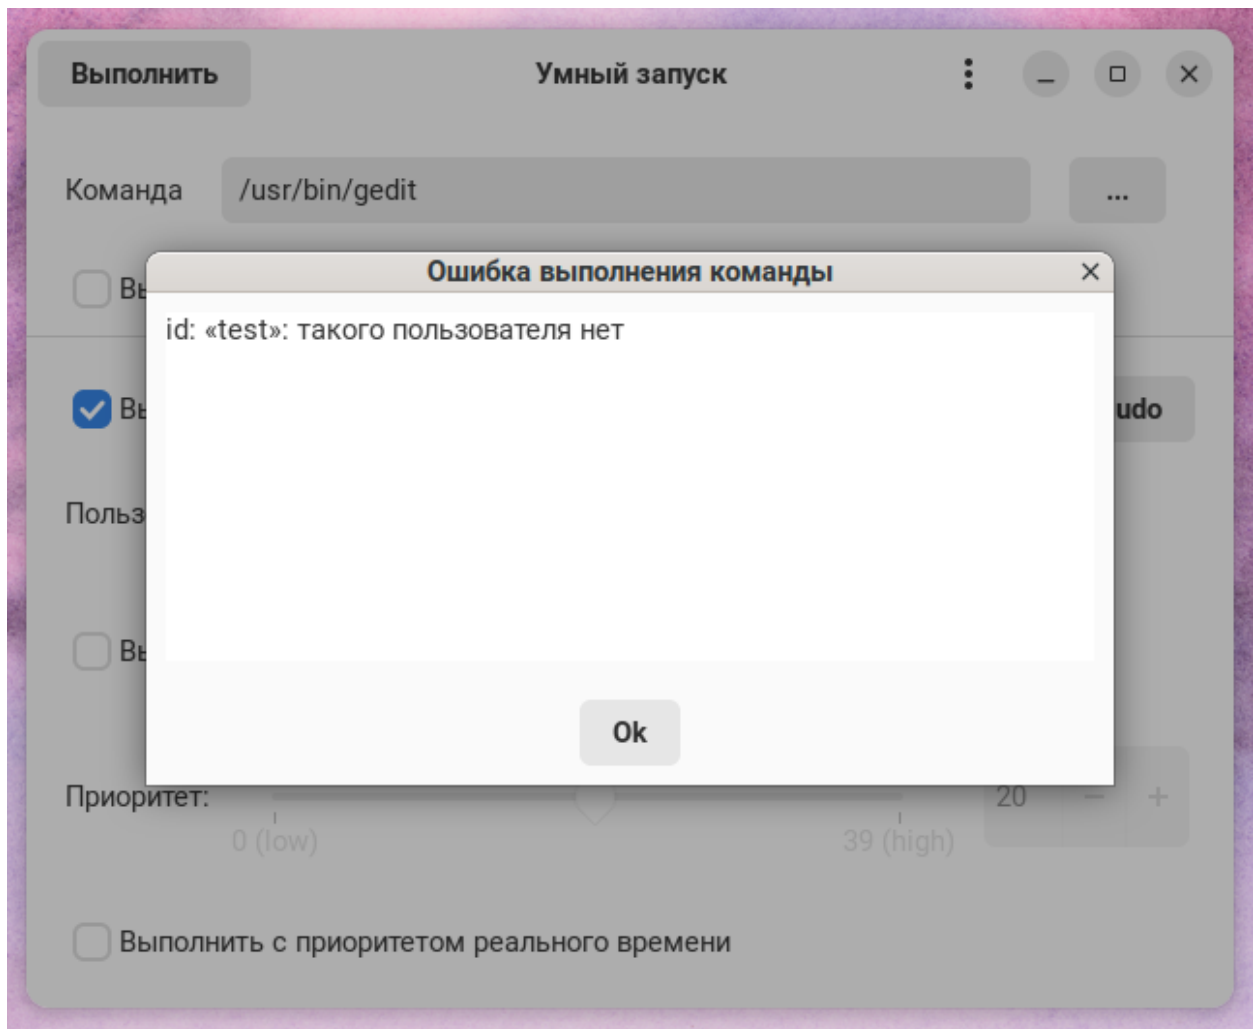 Выполнить
Умный запуск
Команда
/usr/bin/gedit
...
Ошибка выполнения команды
id: «test»: такого пользователя нет
Ok
Приоритет:
20
0 (low)
39 (high)
Выполнить с приоритетом реального времени